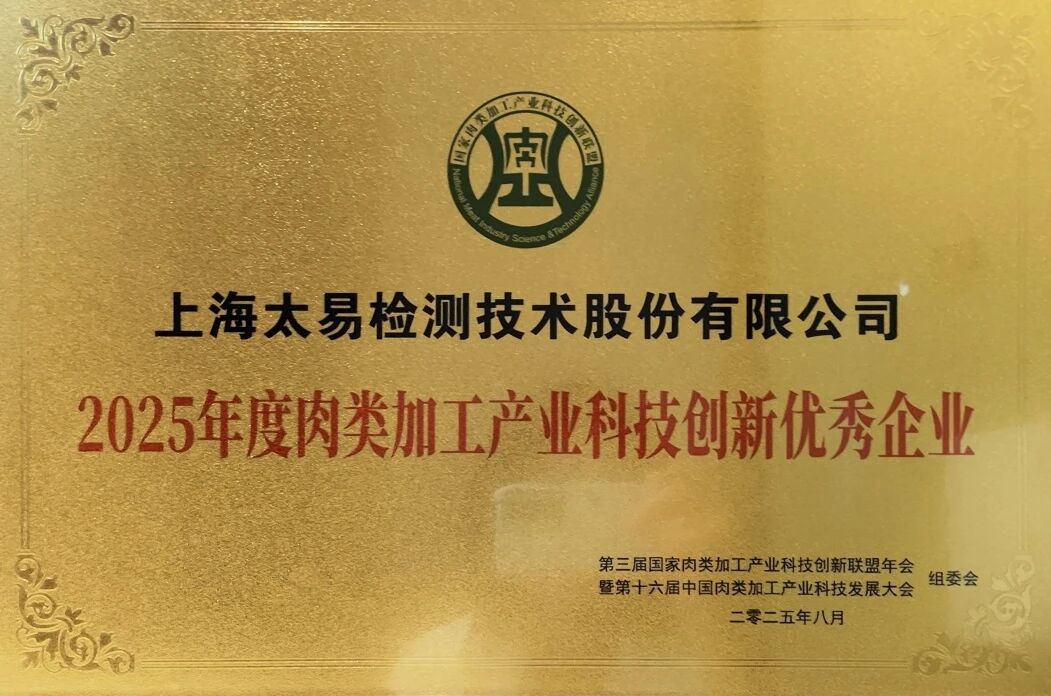 国家肉类加工产业科技创新联盟
National Meat Industry Science & Technology Alliance
上海太易检测技术股份有限公司
2025年度肉类加工产业科技创新优秀企业
第三届国家肉类加工产业科技创新联盟年会
暨第十六届中国肉类加工产业科技发展大会
组委会
二零二五年八月